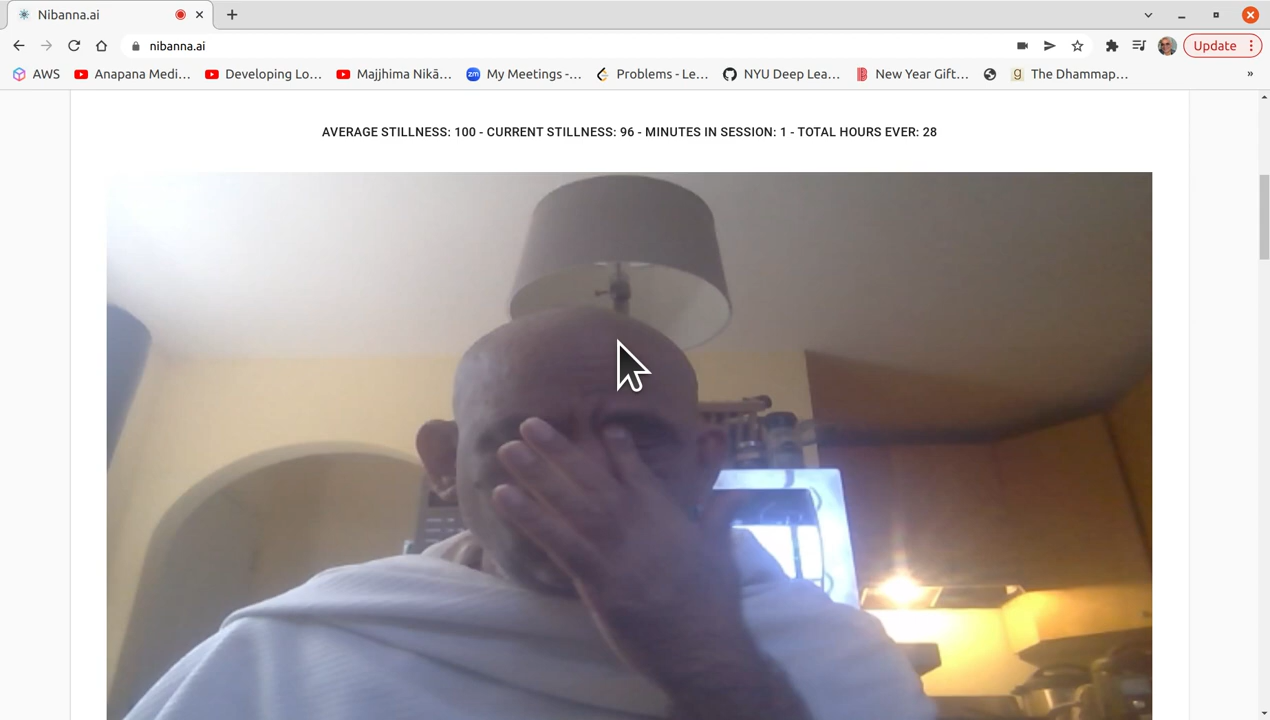 Nibanna.ai
nibanna.ai
Update
AWS
Anapana Medi...
Developing Lo...
Majjhima Nikā...
zm
My Meetings -...
Problems - Le...
NYU Deep Lea...
New Year Gift...
g
The Dhammap...
»
AVERAGE STILLNESS: 100 - CURRENT STILLNESS: 96 - MINUTES IN SESSION: 1 - TOTAL HOURS EVER: 28